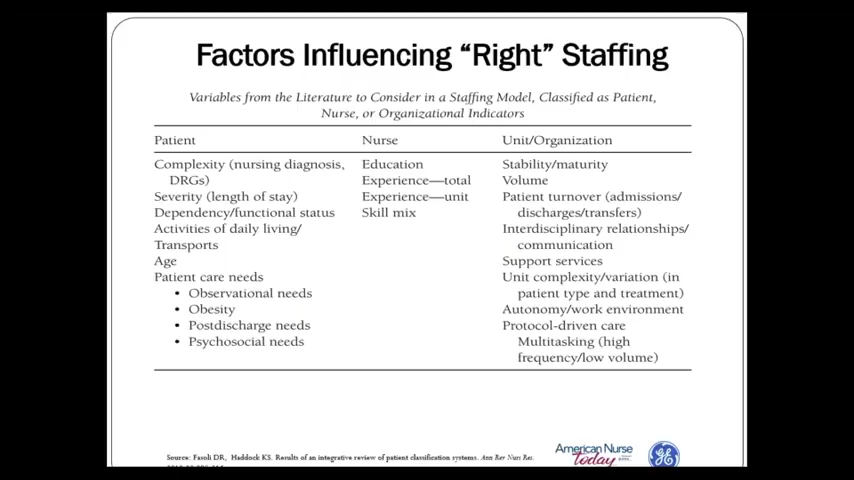 Factors Influencing “Right” Staffing
Variables from the Literature to Consider in a Staffing Model, Classified as Patient,
Nurse, or Organizational Indicators
Patient Nurse Unit/Organization
Complexity (nursing diagnosis, Education Stability/maturity
DRGs) Experience—total Volume
Severity (length of stay) Experience—unit Patient turnover (admissions/
Dependency/functional status Skill mix discharges/transfers)
Activities of daily living/ Interdisciplinary relationships/
Transports communication
Age Support services
Patient care needs Unit complexity/variation (in
• Observational needs patient type and treatment)
• Obesity Autonomy/work environment
• Postdischarge needs Protocol-driven care
• Psychosocial needs Multitasking (high
frequency/low volume)
Source: Fasoli DR, Haddock KS. Results of an integrative review of patient classification systems. Ann Rev Nurs Res.
American Nurse
Today
GE